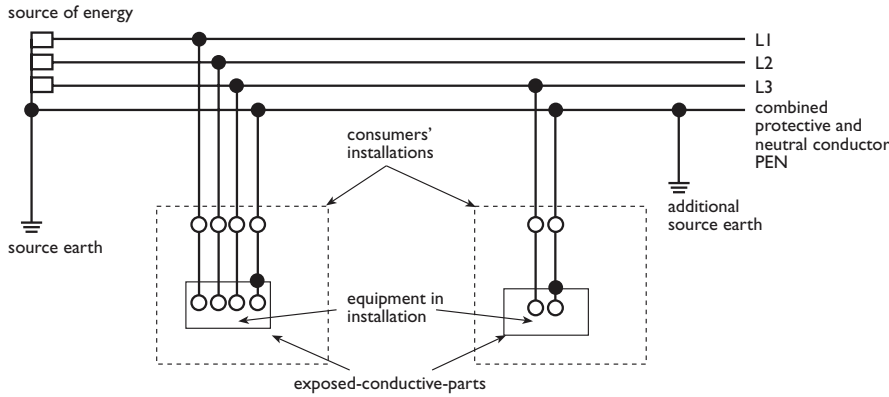 source of energy
L1
L2
L3
combined
protective and
neutral conductor
PEN
consumers’
installations
source earth
additional
source earth
equipment in
installation
exposed-conductive-parts